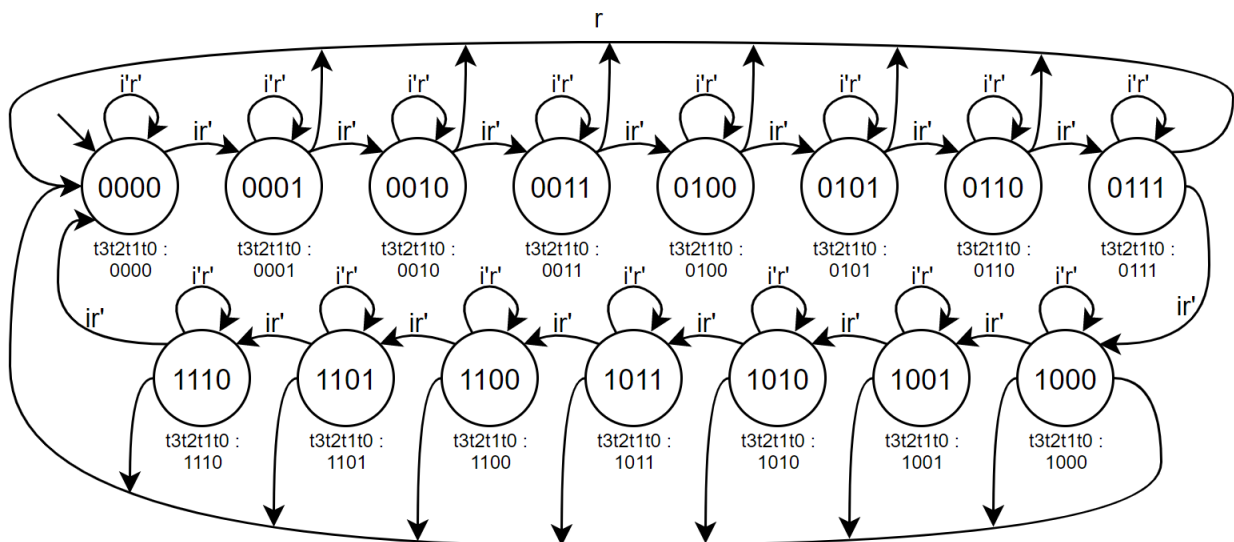 r
i'r' i'r' i'r' i'r' i'r' i'r' i'r' i'r'
ir' ir' ir' ir' ir' ir' ir'
0000 0001 0010 0011 0100 0101 0110 0111
t3t2t1t0 : t3t2t1t0 : t3t2t1t0 : t3t2t1t0 : t3t2t1t0 : t3t2t1t0 : t3t2t1t0 : t3t2t1t0 :
0000 0001 0010 0011 0100 0101 0110 0111
i'r' i'r' i'r' i'r' i'r' i'r' i'r'
ir' ir' ir' ir' ir' ir' ir' ir'
1110 1101 1100 1011 1010 1001 1000
t3t2t1t0 : t3t2t1t0 : t3t2t1t0 : t3t2t1t0 : t3t2t1t0 : t3t2t1t0 : t3t2t1t0 :
1110 1101 1100 1011 1010 1001 1000